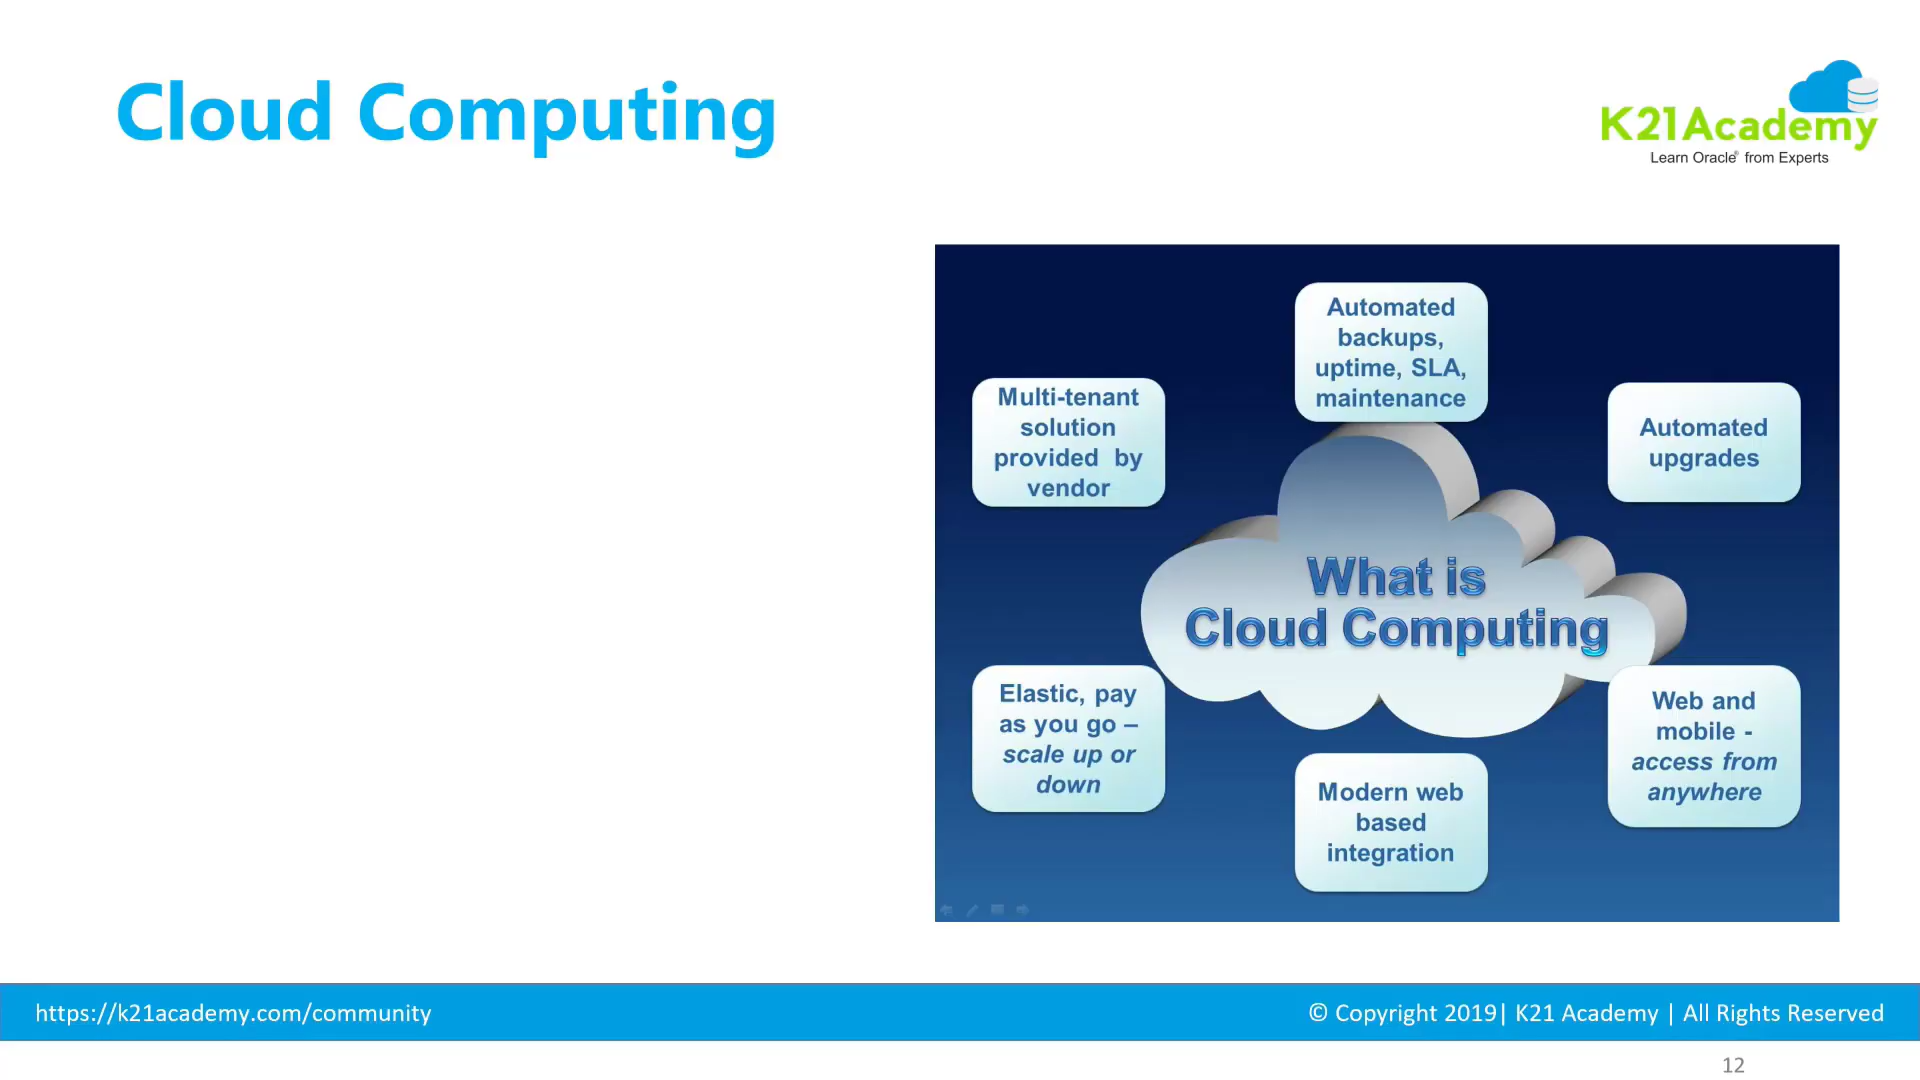 Cloud Computing
K21Academy
Learn Oracle® from Experts
Automated
backups,
uptime, SLA,
maintenance
Multi-tenant
solution
provided by
vendor
Automated
upgrades
What is
Cloud Computing
Elastic, pay
as you go –
scale up or
down
Web and
mobile -
access from
anywhere
Modern web
based
integration
https://k21academy.com/community
© Copyright 2019| K21 Academy | All Rights Reserved
12